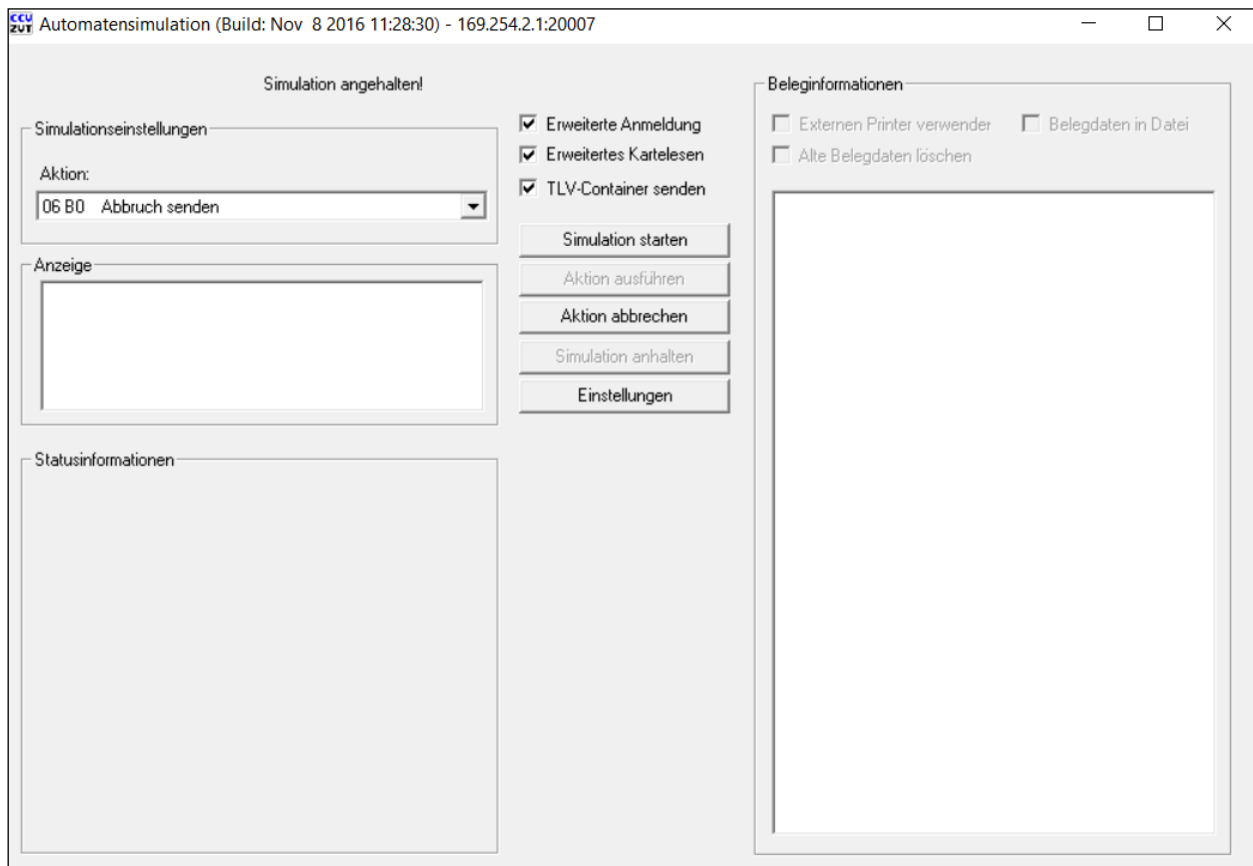 CCV ZVT Automatensimulation (Build: Nov 8 2016 11:28:30) - 169.254.2.1:20007
Simulation angehalten!
Simulationseinstellungen
Aktion:
06 B0 Abbruch senden
Anzeige
Statusinformationen
Erweiterte Anmeldung
Erweitertes Kartelesen
TLV-Container senden
Simulation starten
Aktion ausführen
Aktion abbrechen
Simulation anhalten
Einstellungen
Beleginformationen
Externen Printer verwender
Belegdaten in Datei
Alte Belegdaten löschen